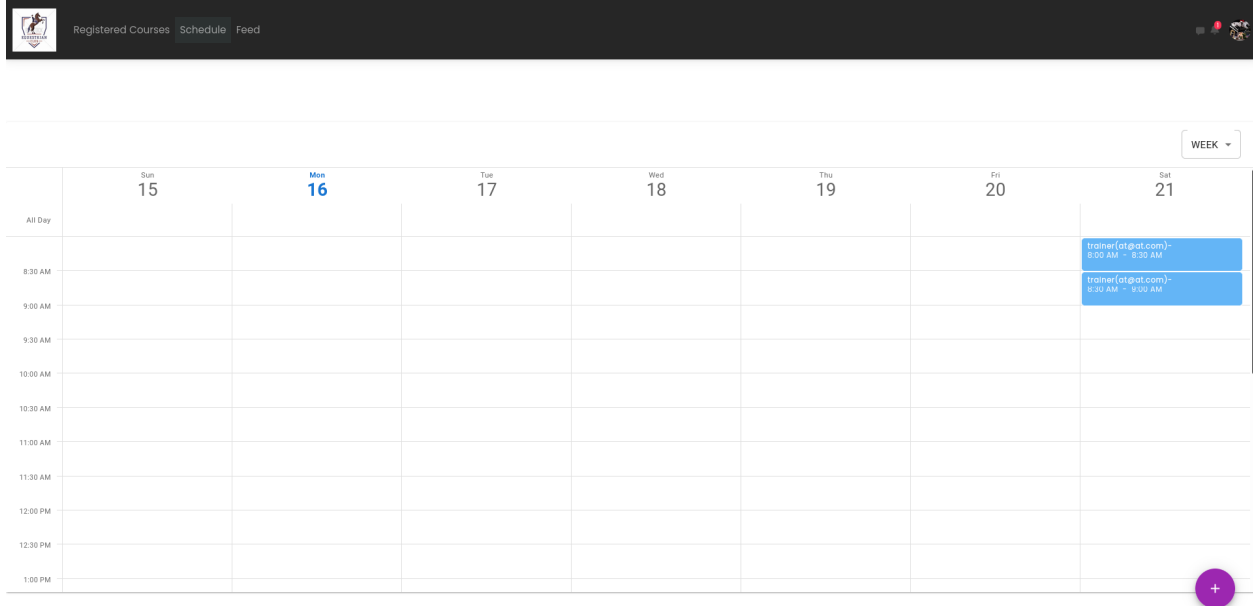 EQUESTRIAN
Registered Courses Schedule Feed
WEEK
Sun Mon Tue Wed Thu Fri Sat
15 16 17 18 19 20 21
All Day
trainer(at@at.com)-
8:00 AM - 8:30 AM
8:30 AM
trainer(at@at.com)-
8:30 AM - 9:00 AM
9:00 AM
9:30 AM
10:00 AM
10:30 AM
11:00 AM
11:30 AM
12:00 PM
12:30 PM
1:00 PM